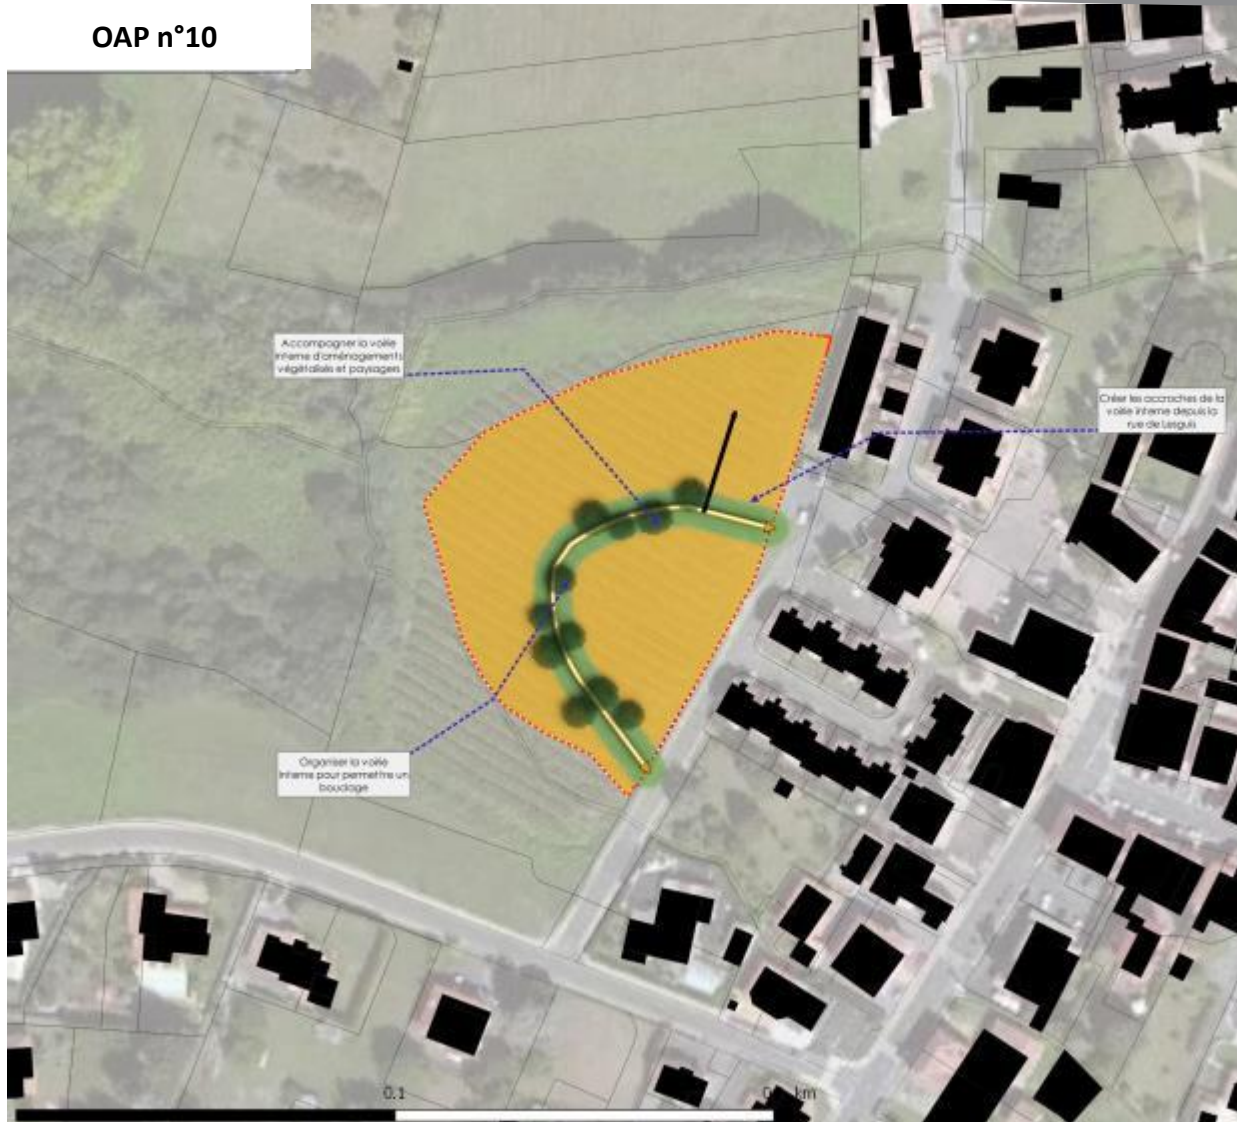 OAP n°10
Accompagner la voirie
interne d'aménagements
végétalisés et paysagers
Créer les accroches de la
voirie interne depuis la
rue de Lesguis
Organiser la voirie
interne pour permettre un
bouclage
0.1
km